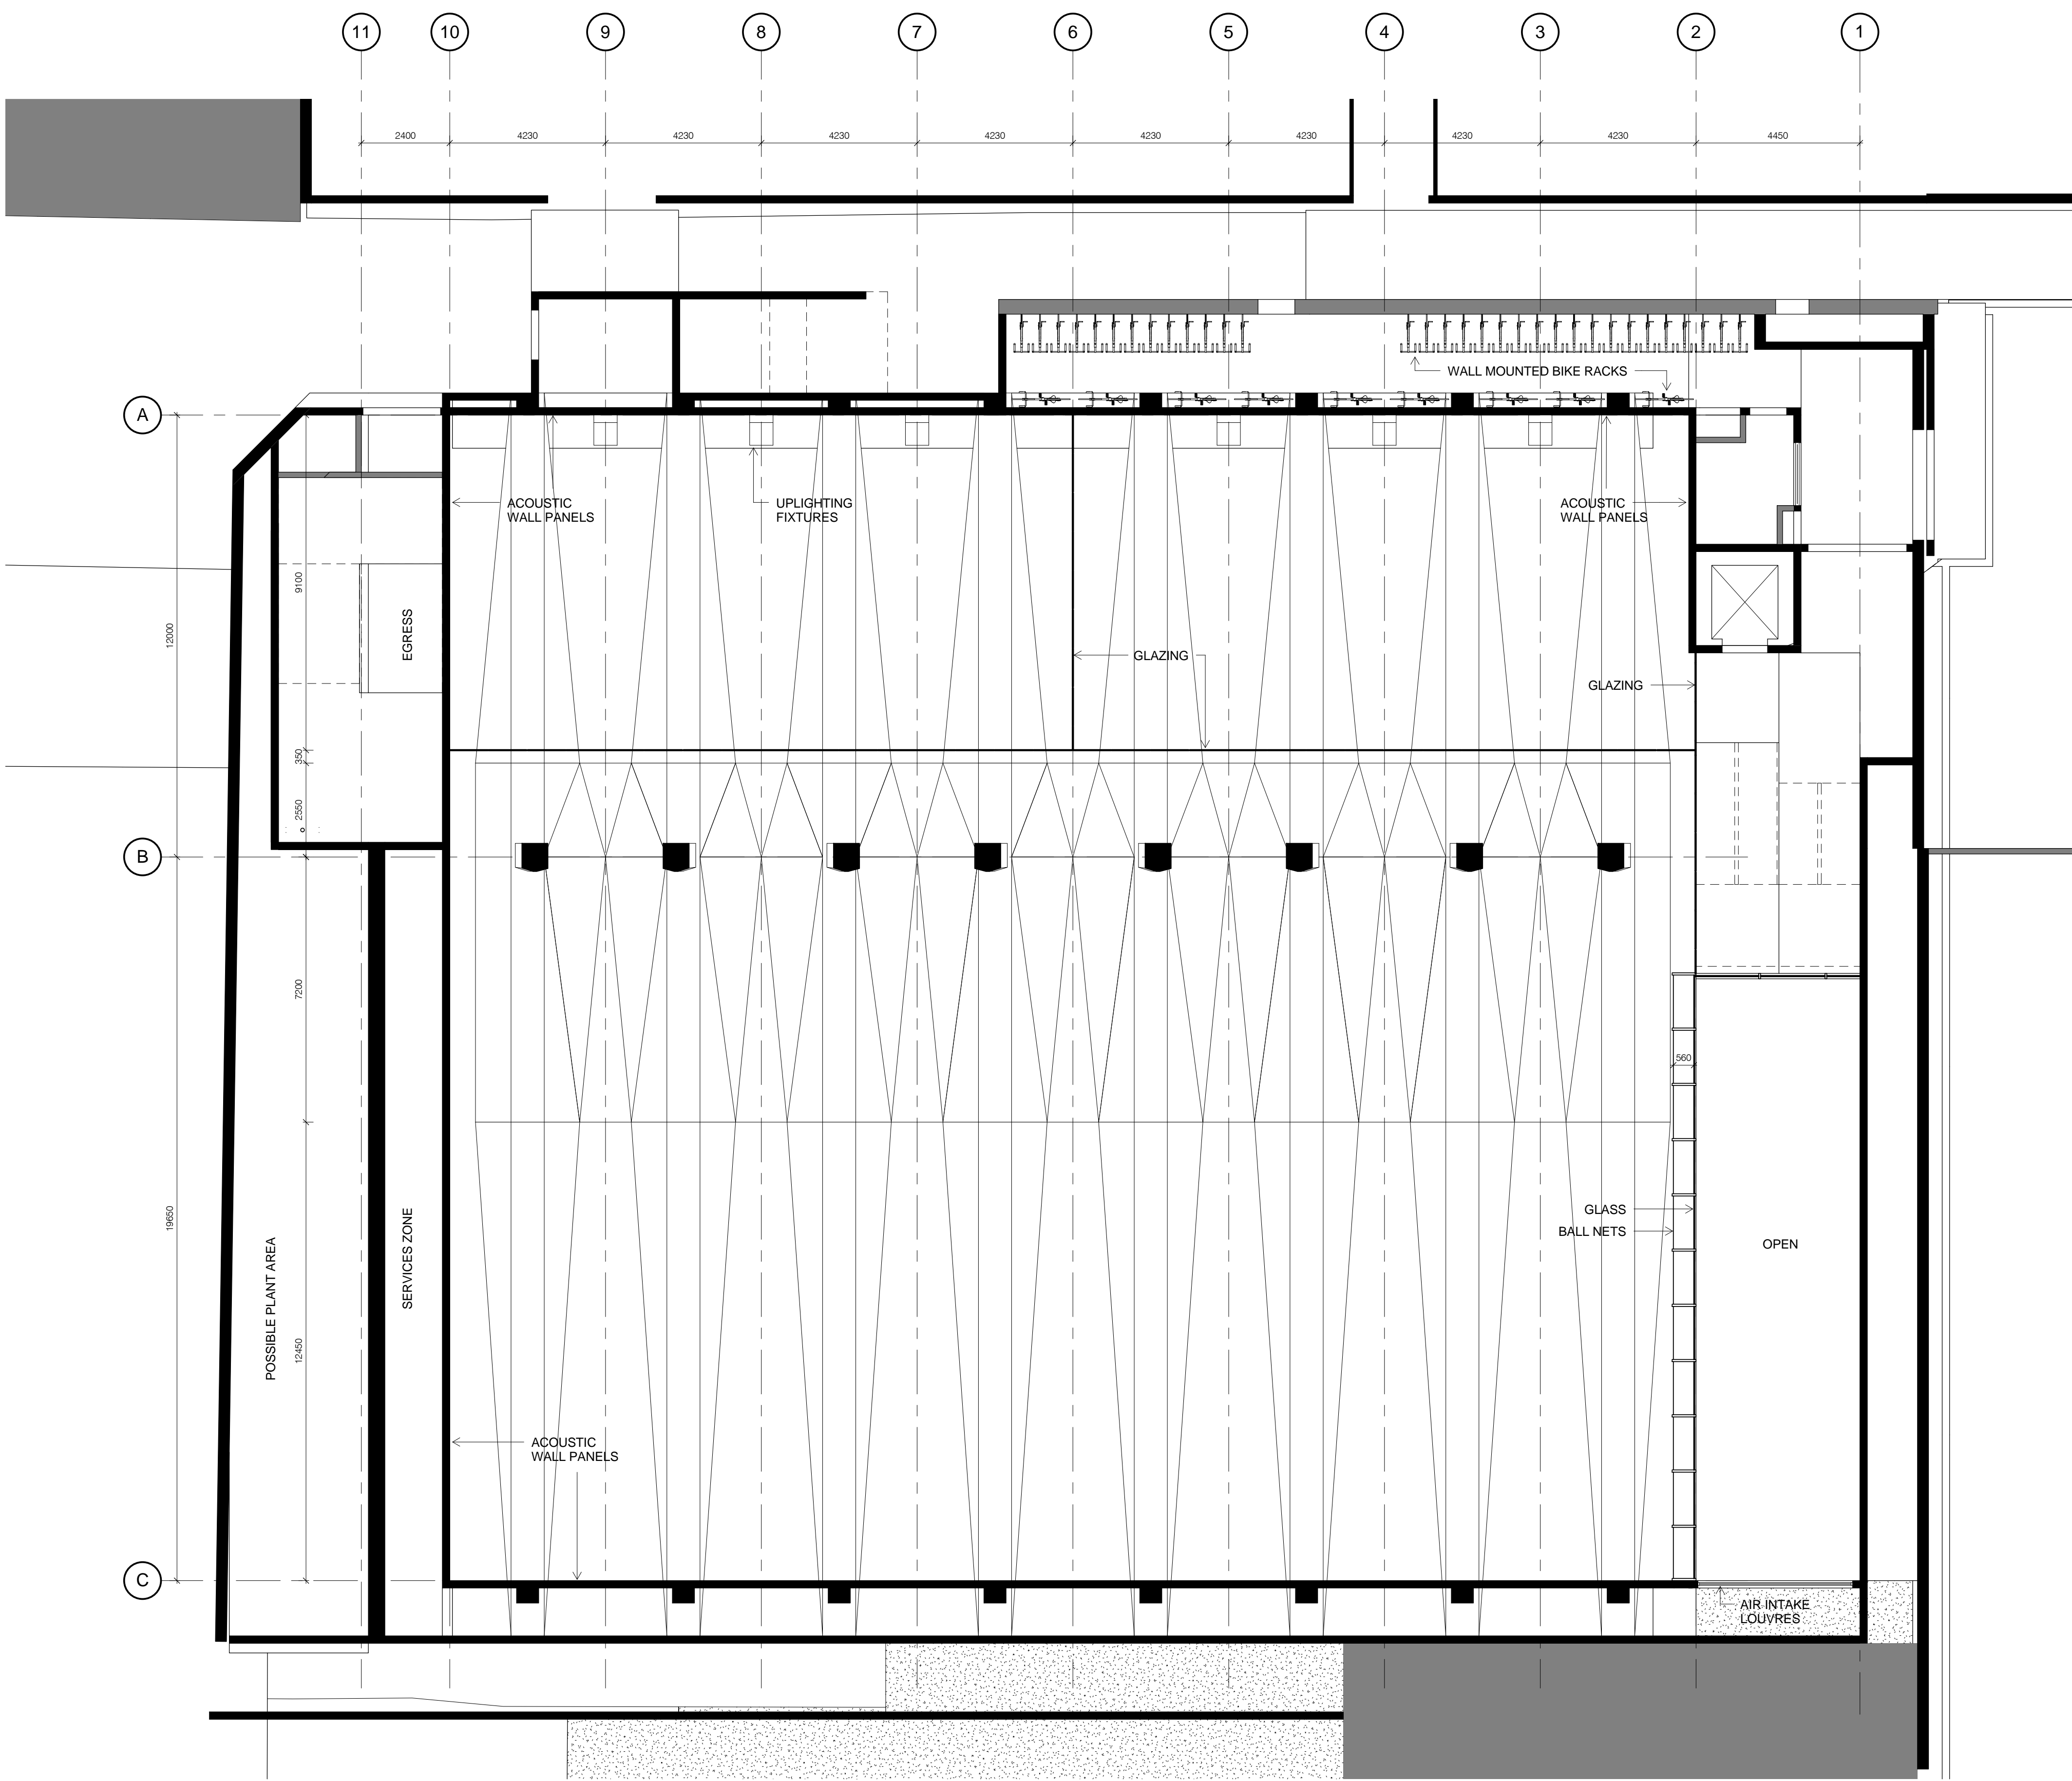 11 10 9 8 7 6 5 4 3 2 1
2400 4230 4230 4230 4230 4230 4230 4230 4230 4450
WALL MOUNTED BIKE RACKS
A
ACOUSTIC
WALL PANELS
UPLIGHTING
FIXTURES
ACOUSTIC
WALL PANELS
9100
12000
EGRESS
GLAZING
GLAZING
350
2550
B
7200
560
19650
POSSIBLE PLANT AREA
SERVICES ZONE
GLASS
BALL NETS
OPEN
12450
ACOUSTIC
WALL PANELS
C
AIR INTAKE
LOUVRES